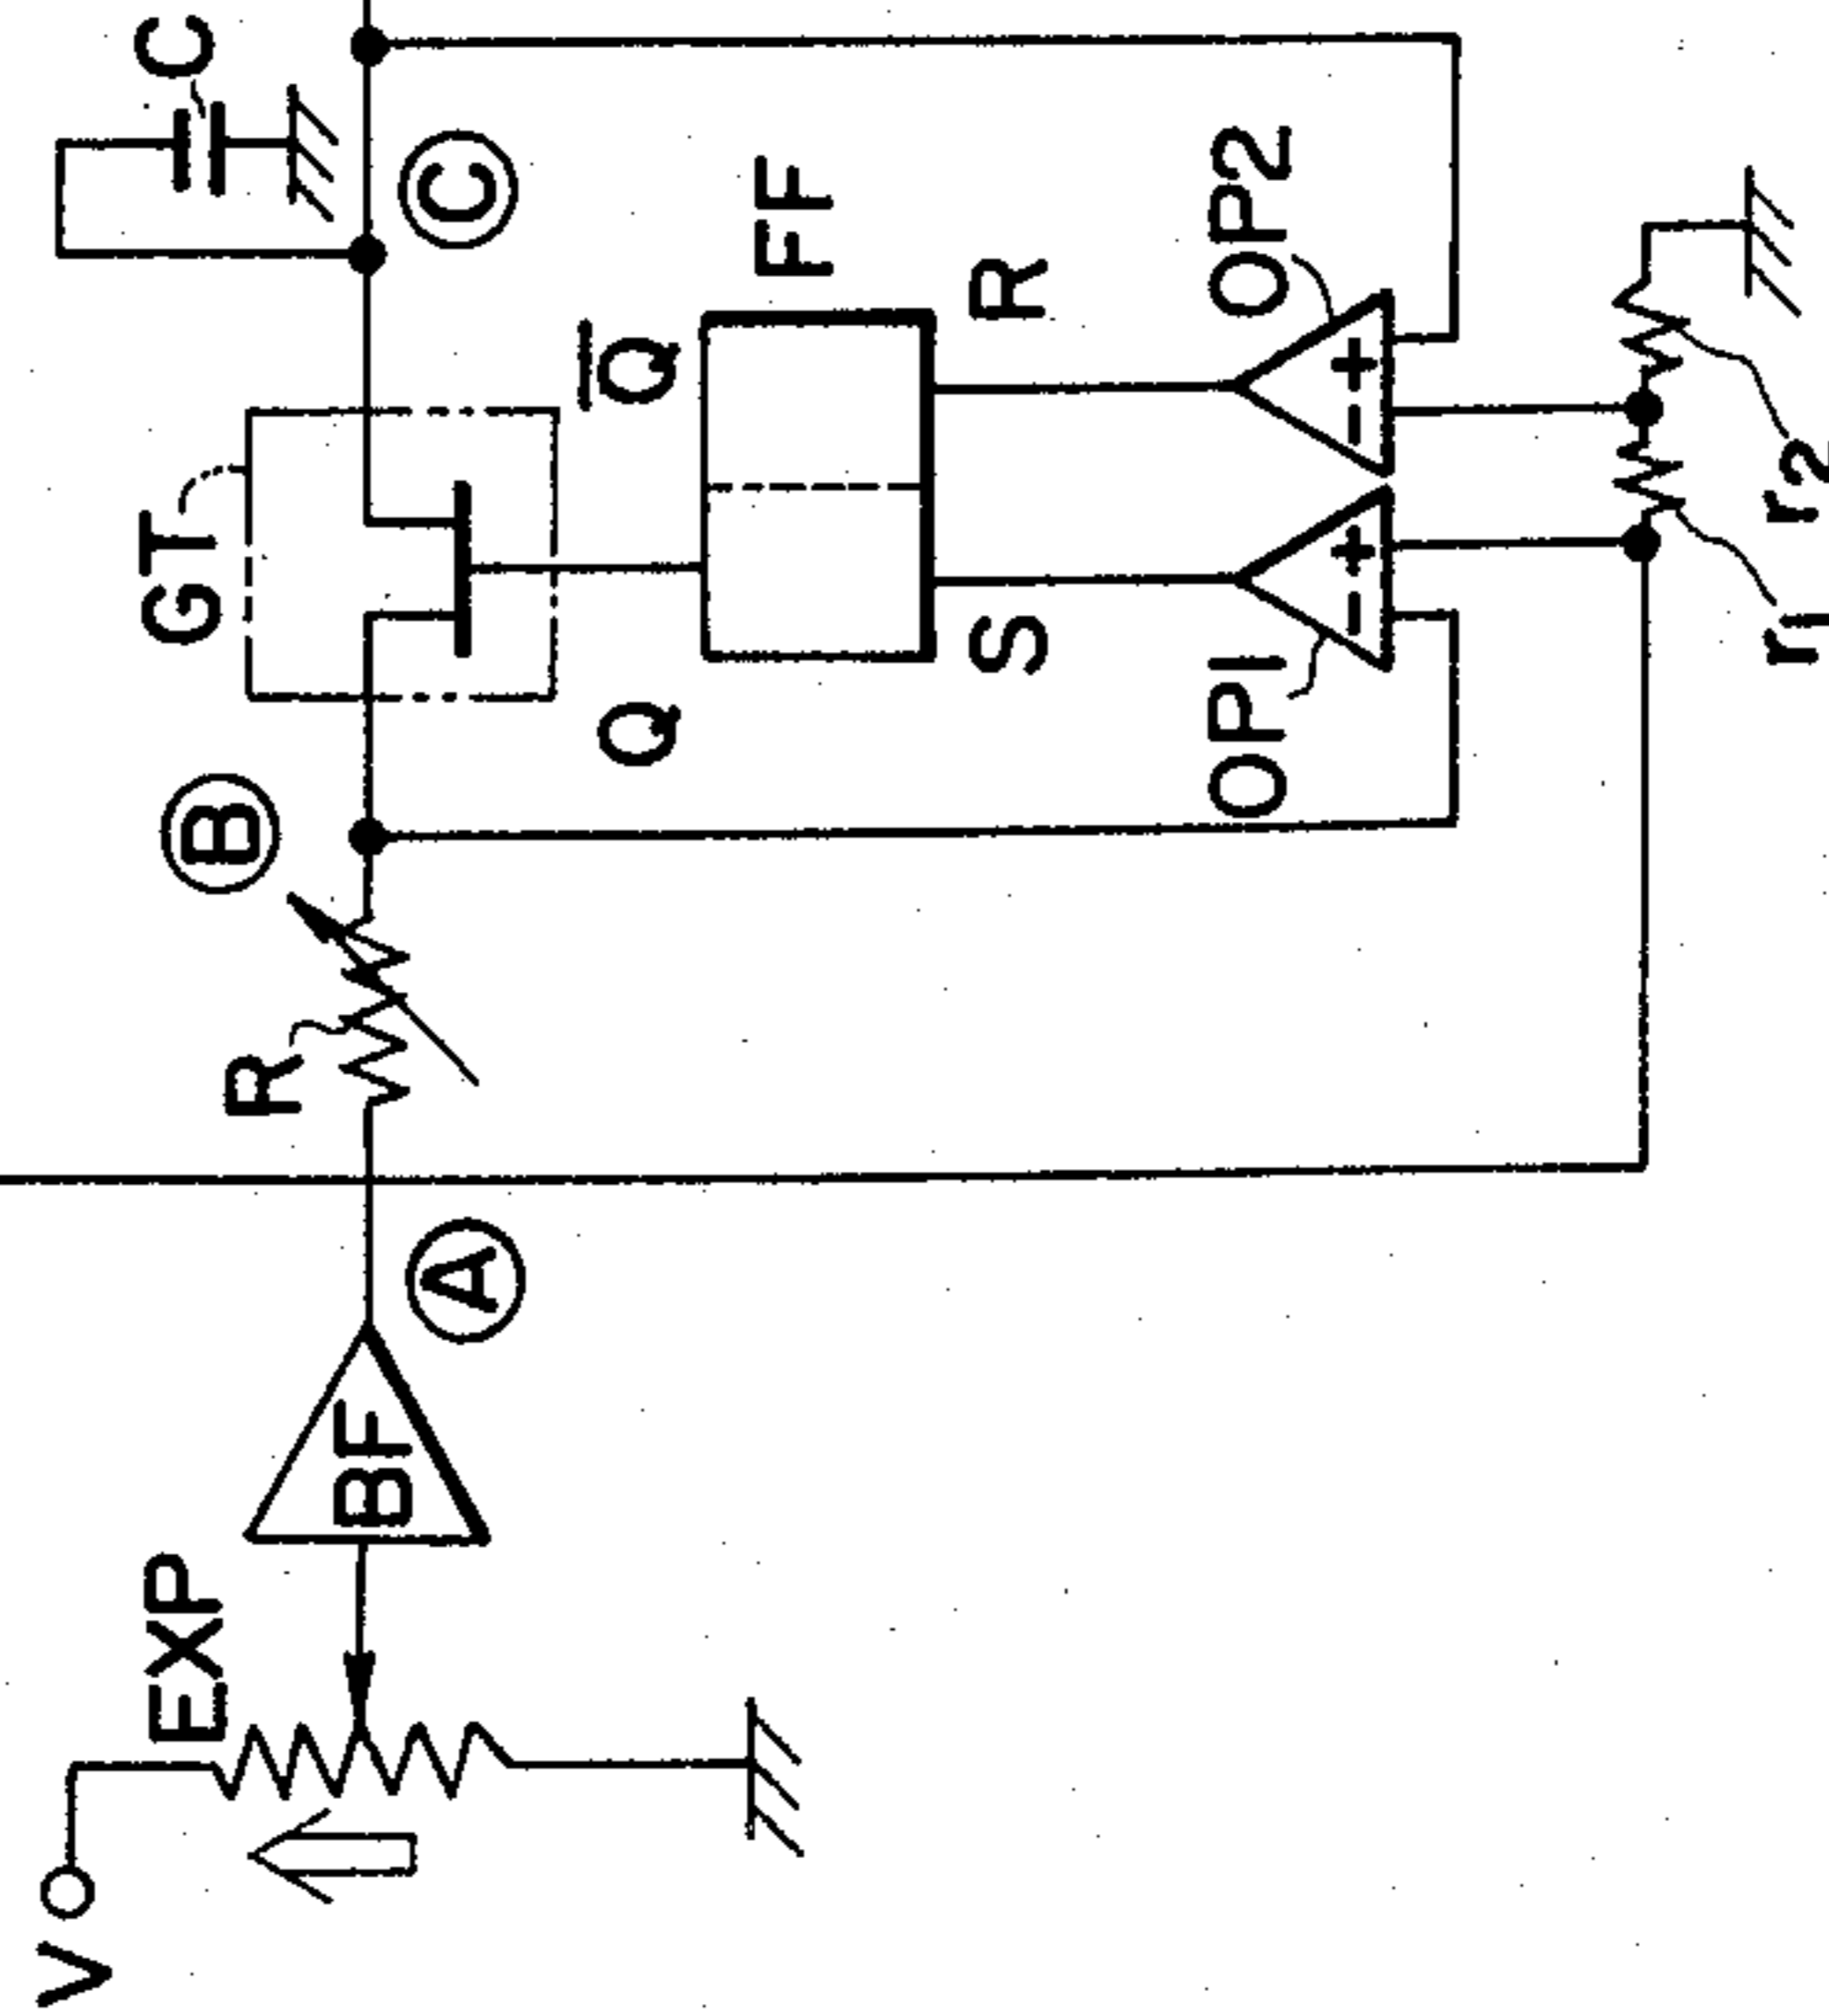 V
EXP
BF
Ⓐ
R
Ⓑ
GT
Ⓒ
C
Q
Q̅
FF
S
R
OP1
OP2
+
−
+
−
r1
r2